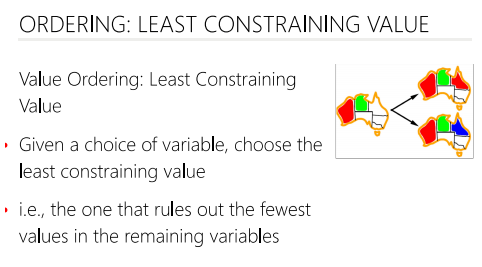 ORDERING: LEAST CONSTRAINING VALUE
Value Ordering: Least Constraining
Value
• Given a choice of variable, choose the
least constraining value
• i.e., the one that rules out the fewest
values in the remaining variables